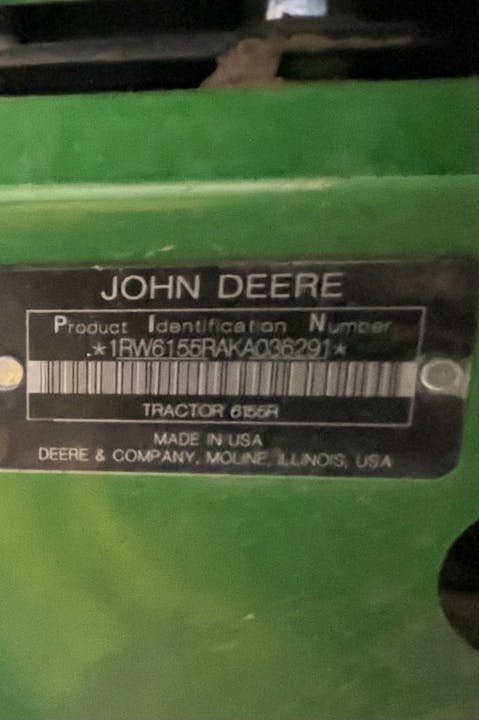 JOHN DEERE
Product Identification Number
*1RW6155RAKA036291*
TRACTOR 6155R
MADE IN USA
DEERE & COMPANY, MOLINE, ILLINOIS, USA